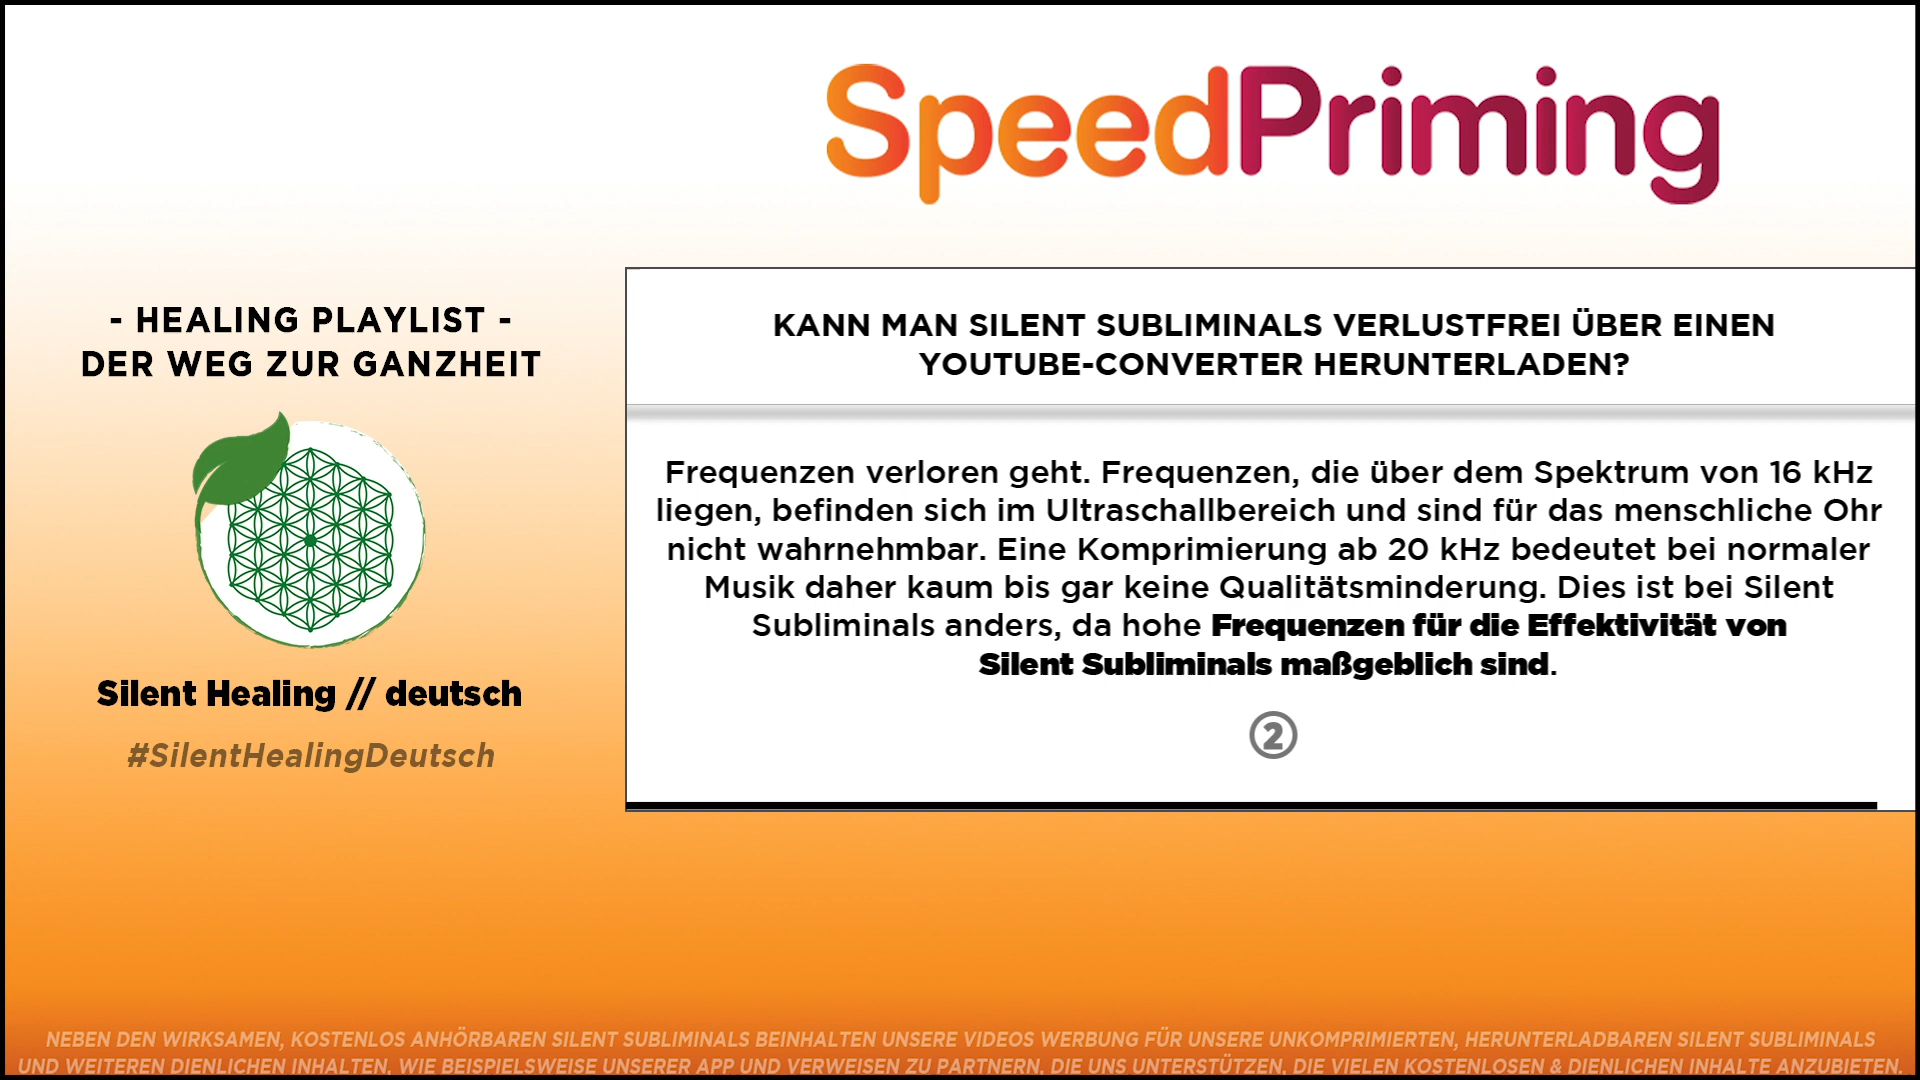 SpeedPriming
- HEALING PLAYLIST -
DER WEG ZUR GANZHEIT
Silent Healing // deutsch
#SilentHealingDeutsch
KANN MAN SILENT SUBLIMINALS VERLUSTFREI ÜBER EINEN
YOUTUBE-CONVERTER HERUNTERLADEN?
Frequenzen verloren geht. Frequenzen, die über dem Spektrum von 16 kHz
liegen, befinden sich im Ultraschallbereich und sind für das menschliche Ohr
nicht wahrnehmbar. Eine Komprimierung ab 20 kHz bedeutet bei normaler
Musik daher kaum bis gar keine Qualitätsminderung. Dies ist bei Silent
Subliminals anders, da hohe Frequenzen für die Effektivität von
Silent Subliminals maßgeblich sind.
2
NEBEN DEN WIRKSAMEN, KOSTENLOS ANHÖRBAREN SILENT SUBLIMINALS BEINHALTEN UNSERE VIDEOS WERBUNG FÜR UNSERE UNKOMPRIMIERTEN, HERUNTERLADBAREN SILENT SUBLIMINALS
UND WEITEREN DIENLICHEN INHALTEN, WIE BEISPIELSWEISE UNSERER APP UND VERWEISEN ZU PARTNERN, DIE UNS UNTERSTÜTZEN, DIE VIELEN KOSTENLOSEN & DIENLICHEN INHALTE ANZUBIETEN.